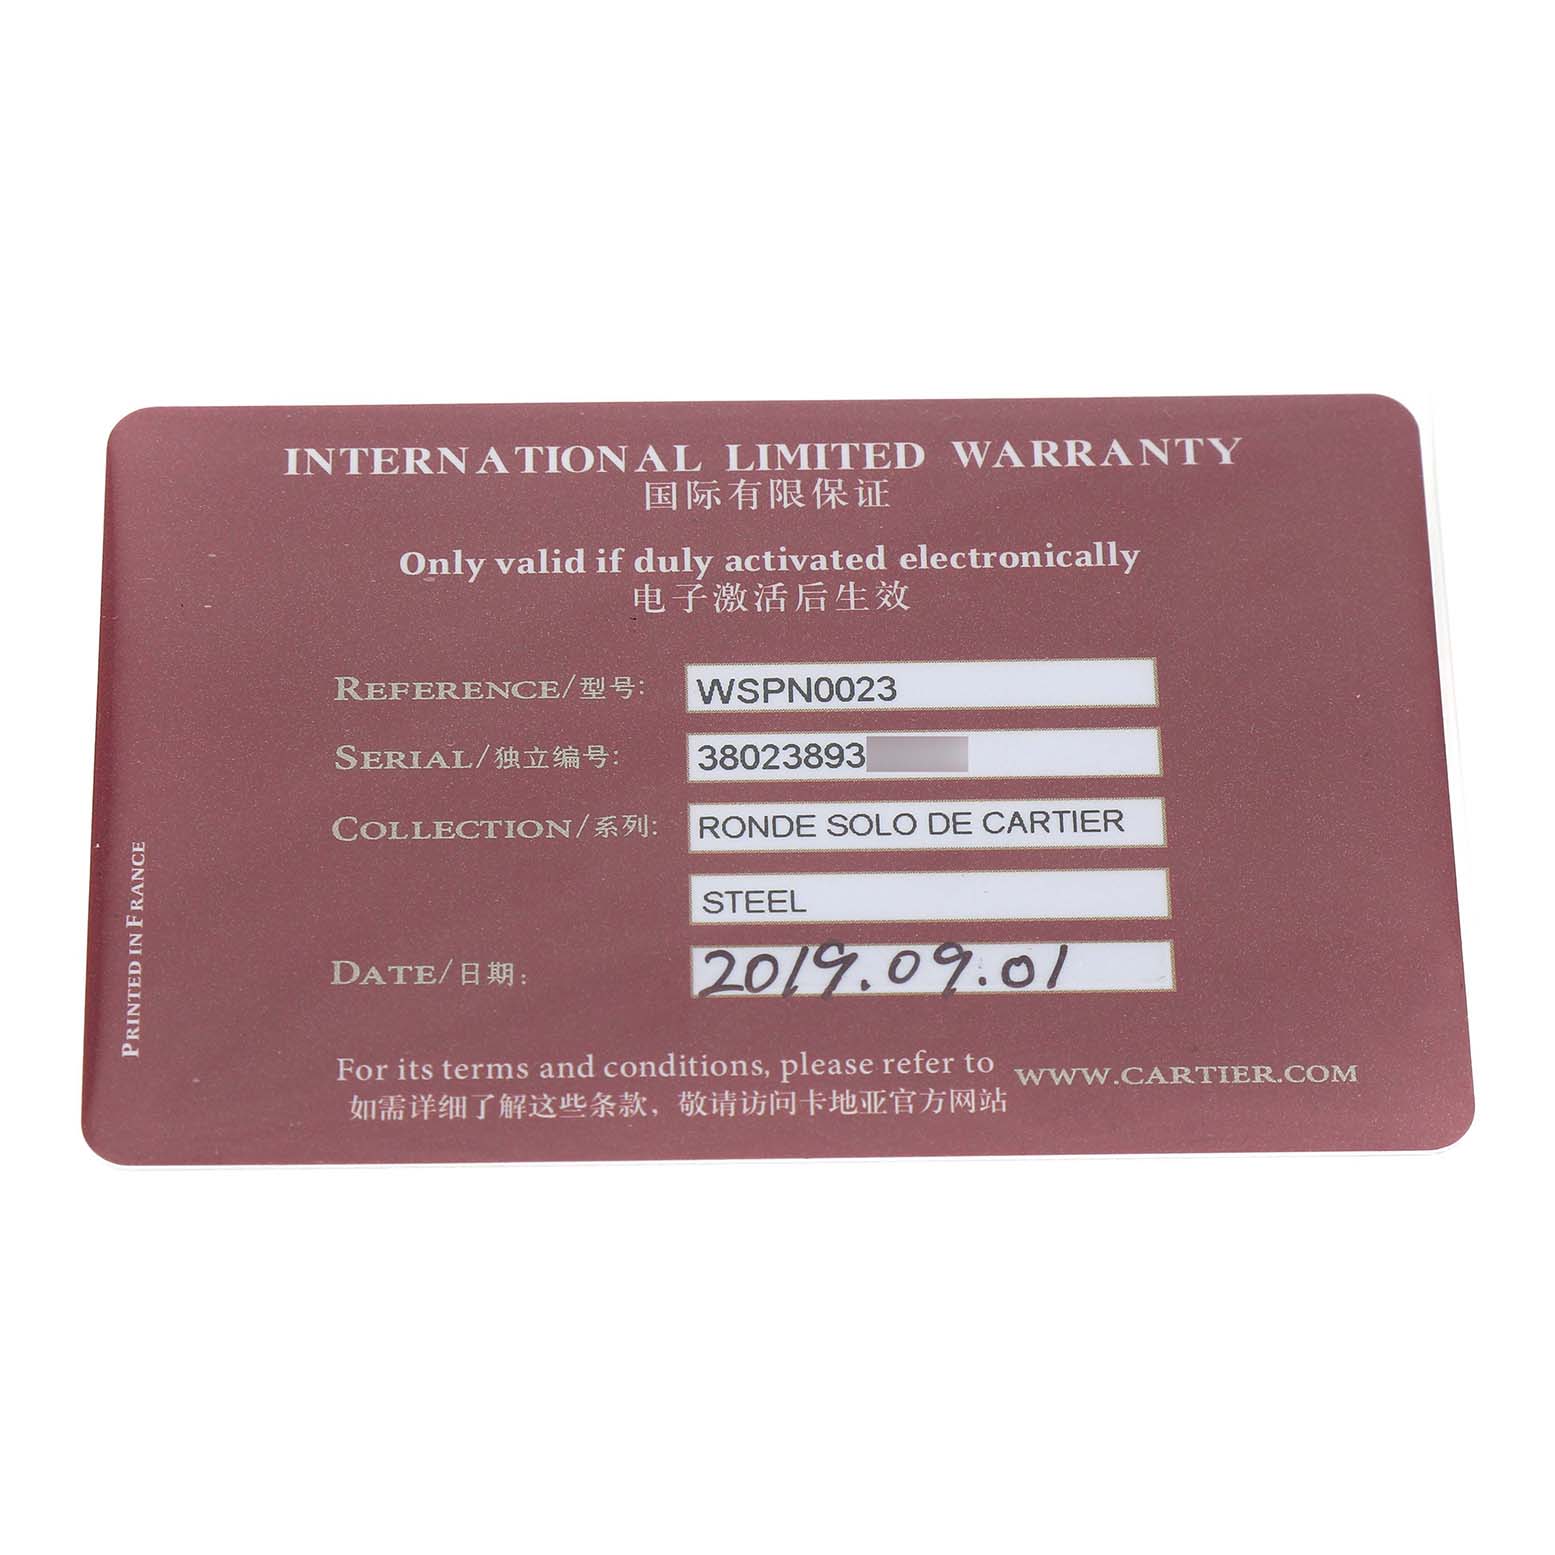 INTERNATIONAL LIMITED WARRANTY
国际有限保证
Only valid if duly activated electronically
电子激活后生效
REFERENCE/型号: WSPN0023
SERIAL/独立编号: 38023893
COLLECTION/系列: RONDE SOLO DE CARTIER
STEEL
DATE/日期: 2019.09.01
For its terms and conditions, please refer to WWW.CARTIER.COM
如需详细了解这些条款，敬请访问卡地亚官方网站
PRINTED IN FRANCE